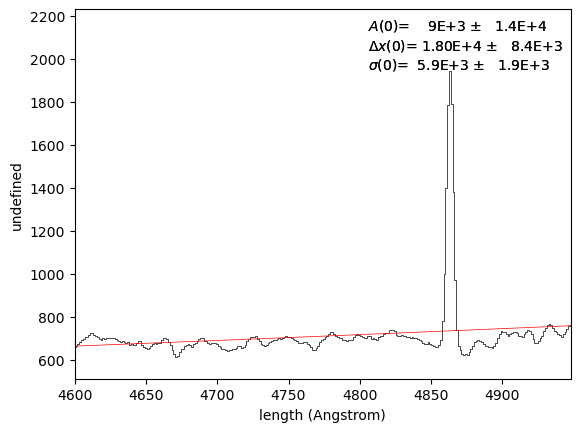 2200
2000
1800
1600
1400
1200
1000
800
600
A(0)= 9E+3 ± 1.4E+4
Δx(0)= 1.80E+4 ± 8.4E+3
σ(0)= 5.9E+3 ± 1.9E+3
undefined
4600 4650 4700 4750 4800 4850 4900
length (Angstrom)